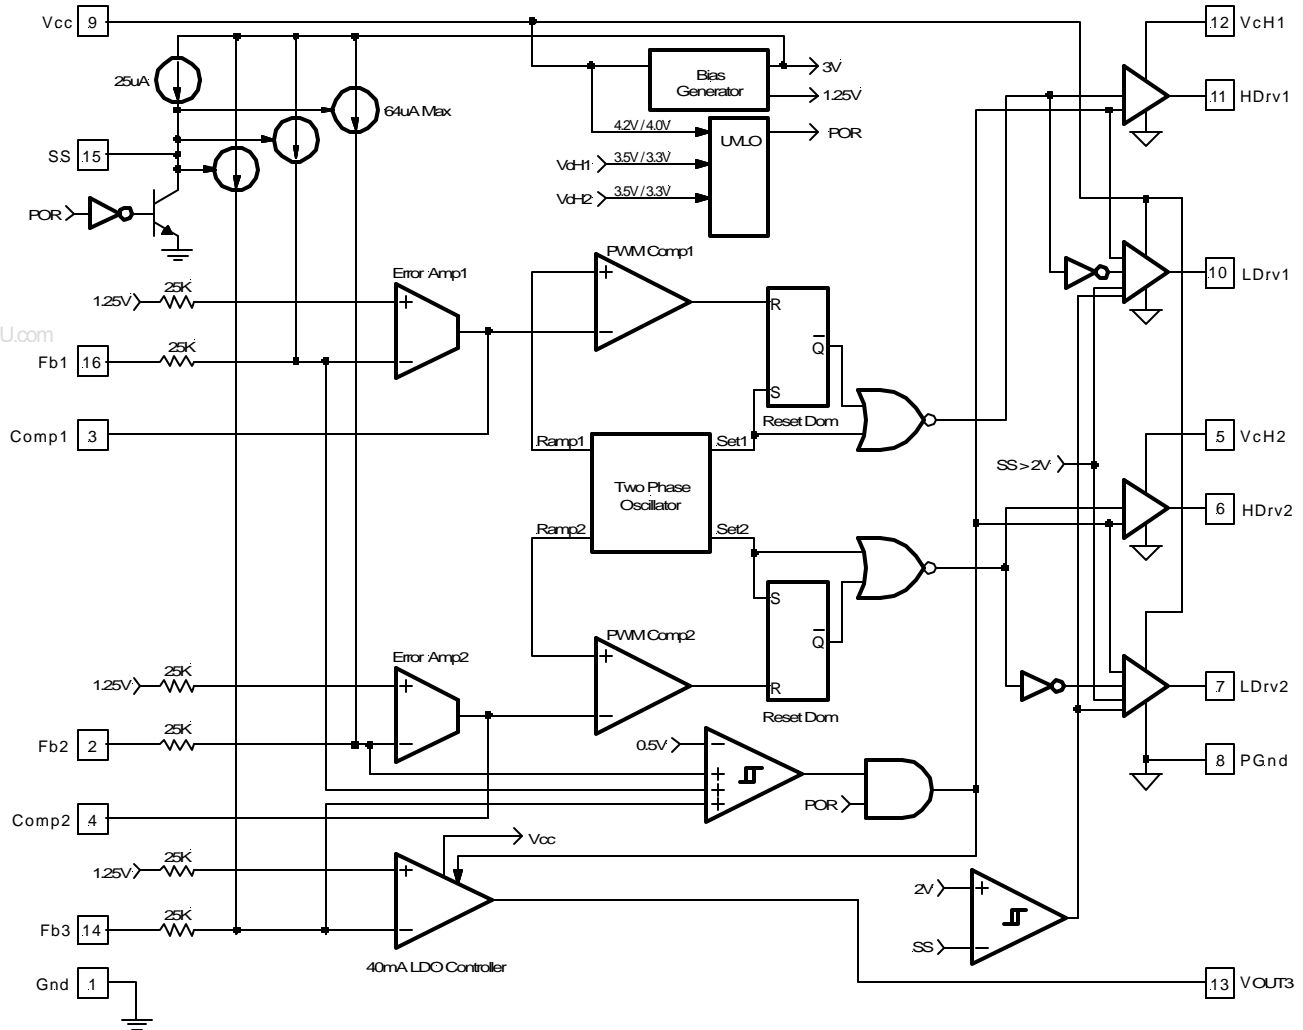 Vcc 9
12 VcH1
25uA
64uA Max
Bias
Generator
3V
1.25V
11 HDrv1
4.2V / 4.0V
UVLO
POR
SS 15
VcH1 3.5V / 3.3V
VcH2 3.5V / 3.3V
POR
PWM Comp1
Error Amp1
10 LDrv1
1.25V 25K
+
+
R
U.com
25K
Fb1 16
−
−
Q
S
Reset Dom
Comp1 3
Ramp1
Set1
5 VcH2
SS > 2V
Two Phase
Oscillator
6 HDrv2
Ramp2
Set2
S
Q
PWM Comp2
Error Amp2
25K
1.25V
+
+
R
7 LDrv2
Reset Dom
25K
Fb2 2
−
−
0.5V
−
+
+
+
8 PGnd
POR
Comp2 4
Vcc
25K
1.25V
+
2V
+
25K
Fb3 14
−
SS
−
40mA LDO Controller
Gnd 1
13 VOUT3